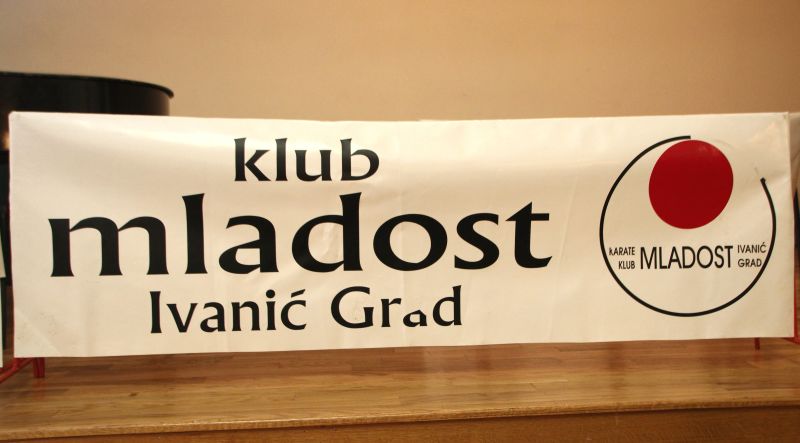 klub
mladost
Ivanić Grad
KARATE KLUB
MLADOST
IVANIĆ GRAD